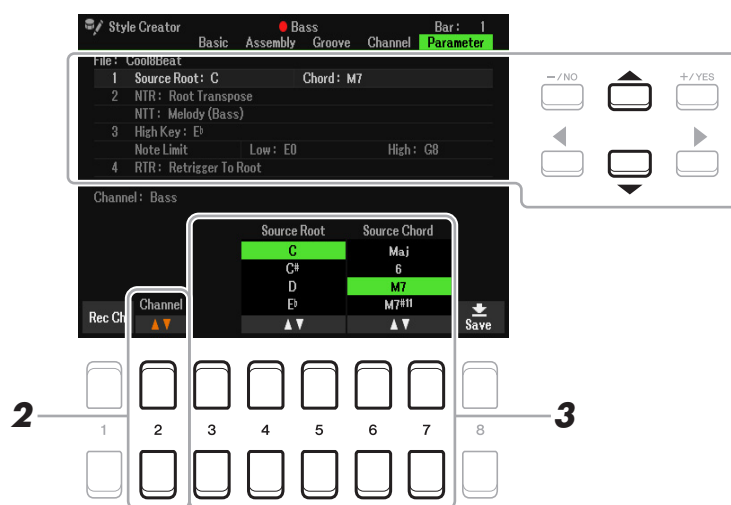 Style Creator Bass Bar: 1
Basic Assembly Groove Channel Parameter
File: Cool8Beat
1 Source Root: C Chord: M7
2 NTR: Root Transpose
NTT: Melody (Bass)
3 High Key: E♭
Note Limit Low: E0 High: G8
4 RTR: Retrigger To Root
Channel: Bass
Source Root Source Chord
C Maj
C# 6
D M7
E♭ M7#11
Rec Ch Channel Save
−/NO +/YES
2 3
1 2 3 4 5 6 7 8